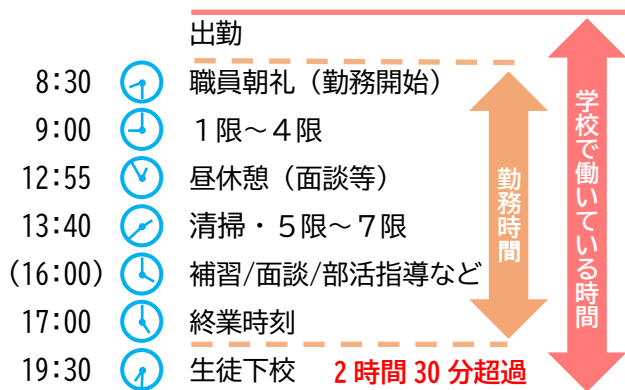 出勤
8:30 職員朝礼（勤務開始）
9:00 １限～４限
12:55 昼休憩（面談等）
13:40 清掃・５限～７限
(16:00) 補習/面談/部活指導など
17:00 終業時刻
19:30 生徒下校 2時間30分超過
勤務時間
学校で働いている時間